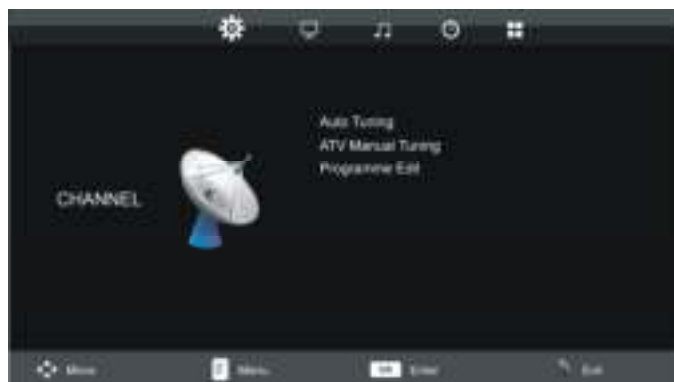 Auto Tuning
ATV Manual Tuning
Programme Edit
CHANNEL
Move Menu OK Enter Exit